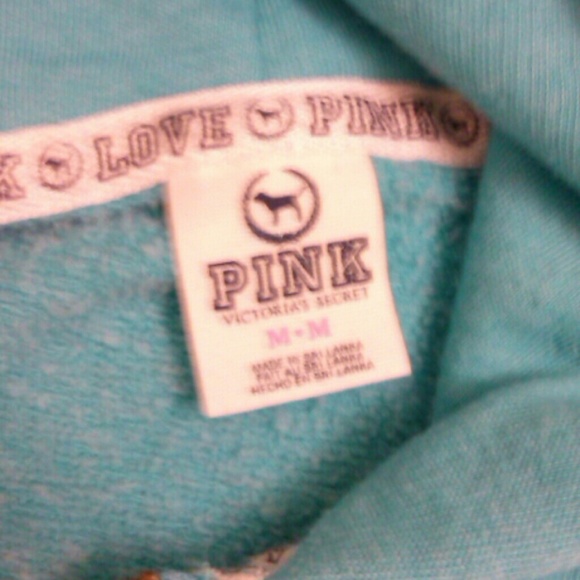 K LOVE PINK
PINK
VICTORIA'S SECRET
M-M
MADE IN SRI LANKA
HECHO EN SRI LANKA